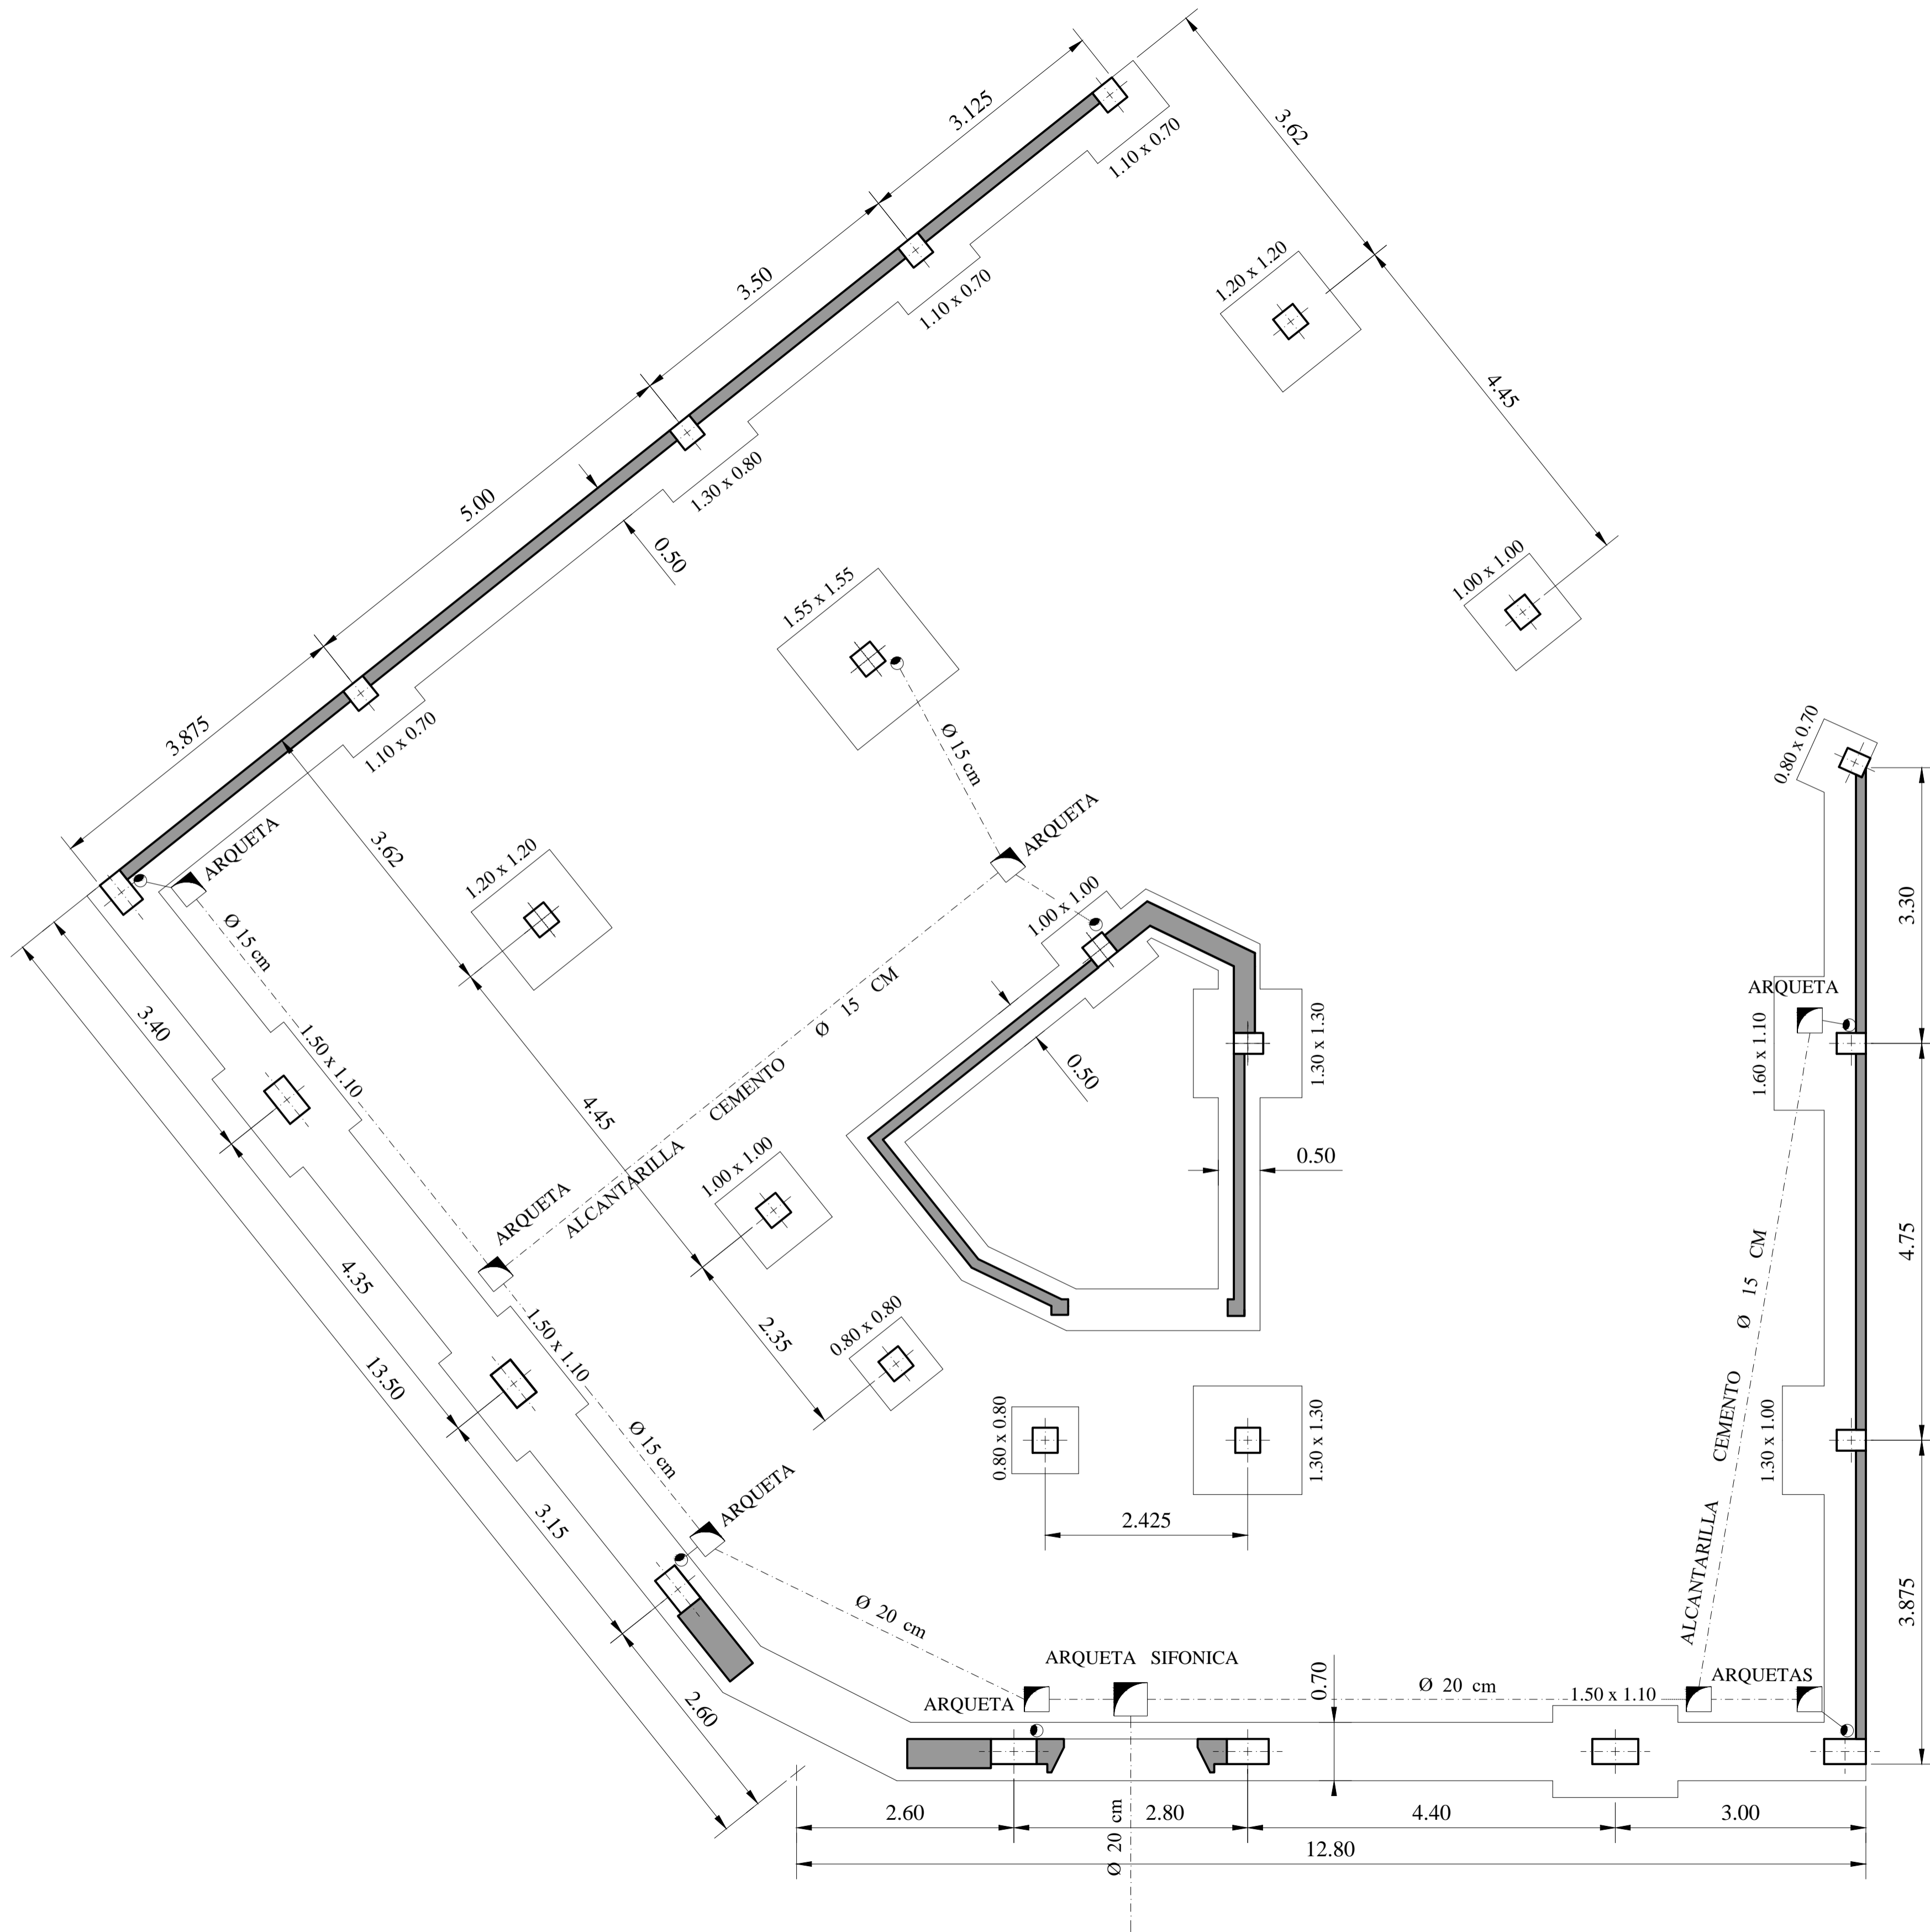 3.125
3.62
1.10 x 0.70
3.50
1.20 x 1.20
1.10 x 0.70
4.45
5.00
1.30 x 0.80
0.50
1.55 x 1.55
1.00 x 1.00
3.875
1.10 x 0.70
Ø 15 cm
0.80 x 0.70
ARQUETA
3.62
ARQUETA
1.20 x 1.20
1.00 x 1.00
3.30
Ø 15 cm
ARQUETA
3.40
1.50 x 1.10
ALCANTARILLA CEMENTO Ø 15 CM
1.30 x 1.30
1.60 x 1.10
0.50
4.45
1.00 x 1.00
0.50
ARQUETA
4.75
4.35
1.50 x 1.10
2.35
0.80 x 0.80
ALCANTARILLA CEMENTO Ø 15 CM
13.50
0.80 x 0.80
1.30 x 1.30
1.30 x 1.00
Ø 15 cm
ARQUETA
3.15
2.425
3.875
Ø 20 cm
ARQUETA SIFONICA
ARQUETA
0.70
Ø 20 cm
1.50 x 1.10
ARQUETAS
2.60
2.60
2.80
4.40
3.00
Ø 20 cm
12.80